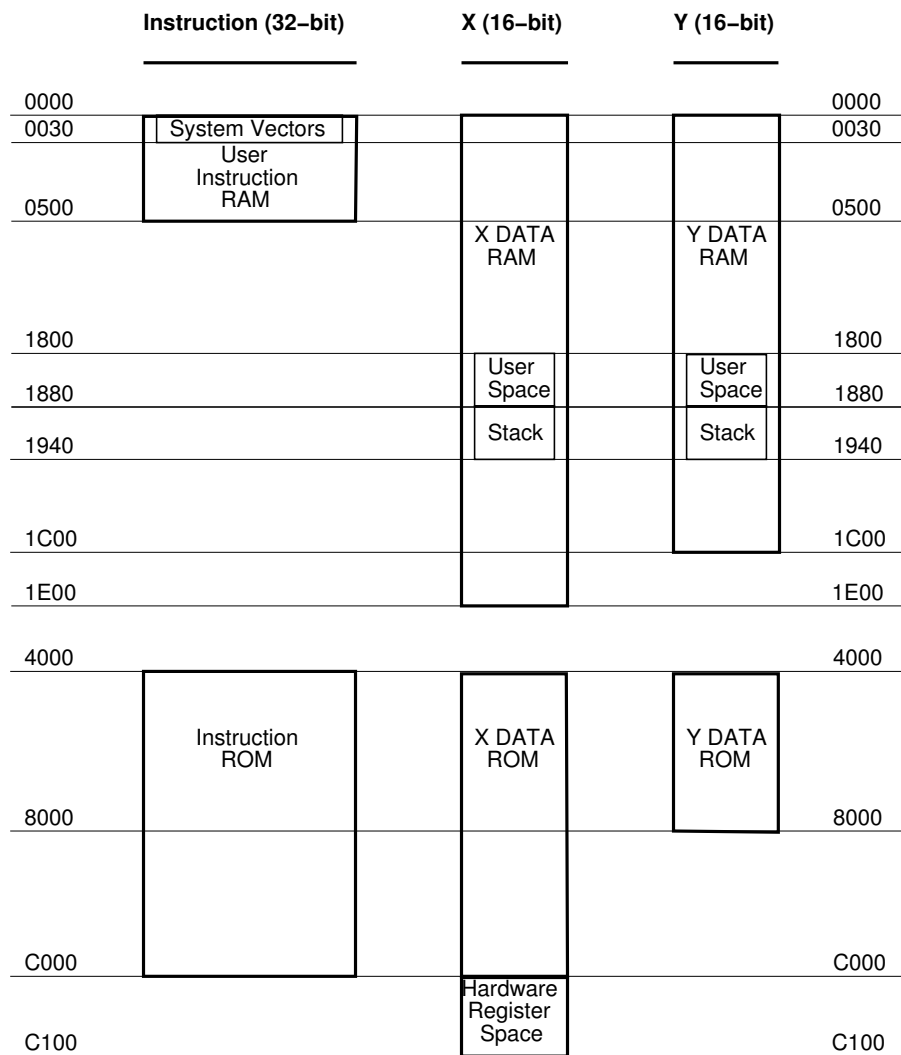 Instruction (32−bit) X (16−bit) Y (16−bit)
0000 0000
0030 System Vectors 0030
User
Instruction
RAM
0500 0500
X DATA Y DATA
RAM RAM
1800 1800
User User
Space Space
1880 1880
Stack Stack
1940 1940
1C00 1C00
1E00 1E00
4000 4000
Instruction X DATA Y DATA
ROM ROM ROM
8000 8000
C000 C000
Hardware
Register
Space
C100 C100